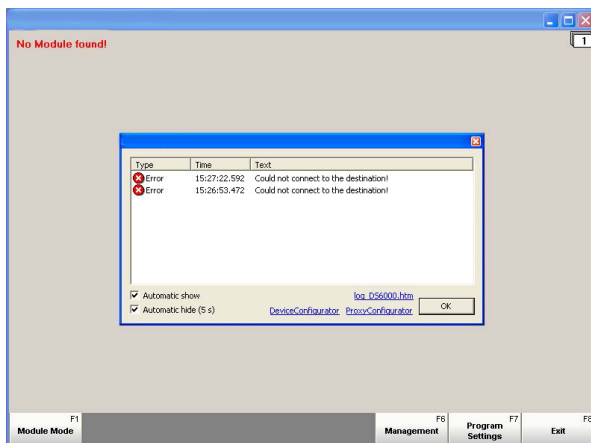 No Module found!
1
Type Time Text
Error 15:27:22.592 Could not connect to the destination!
Error 15:26:53.472 Could not connect to the destination!
Automatic show
log_DS6000.htm
Automatic hide (5 s)
DeviceConfigurator ProxyConfigurator
OK
F1
Module Mode
F6
Management
F7
Program
Settings
F8
Exit